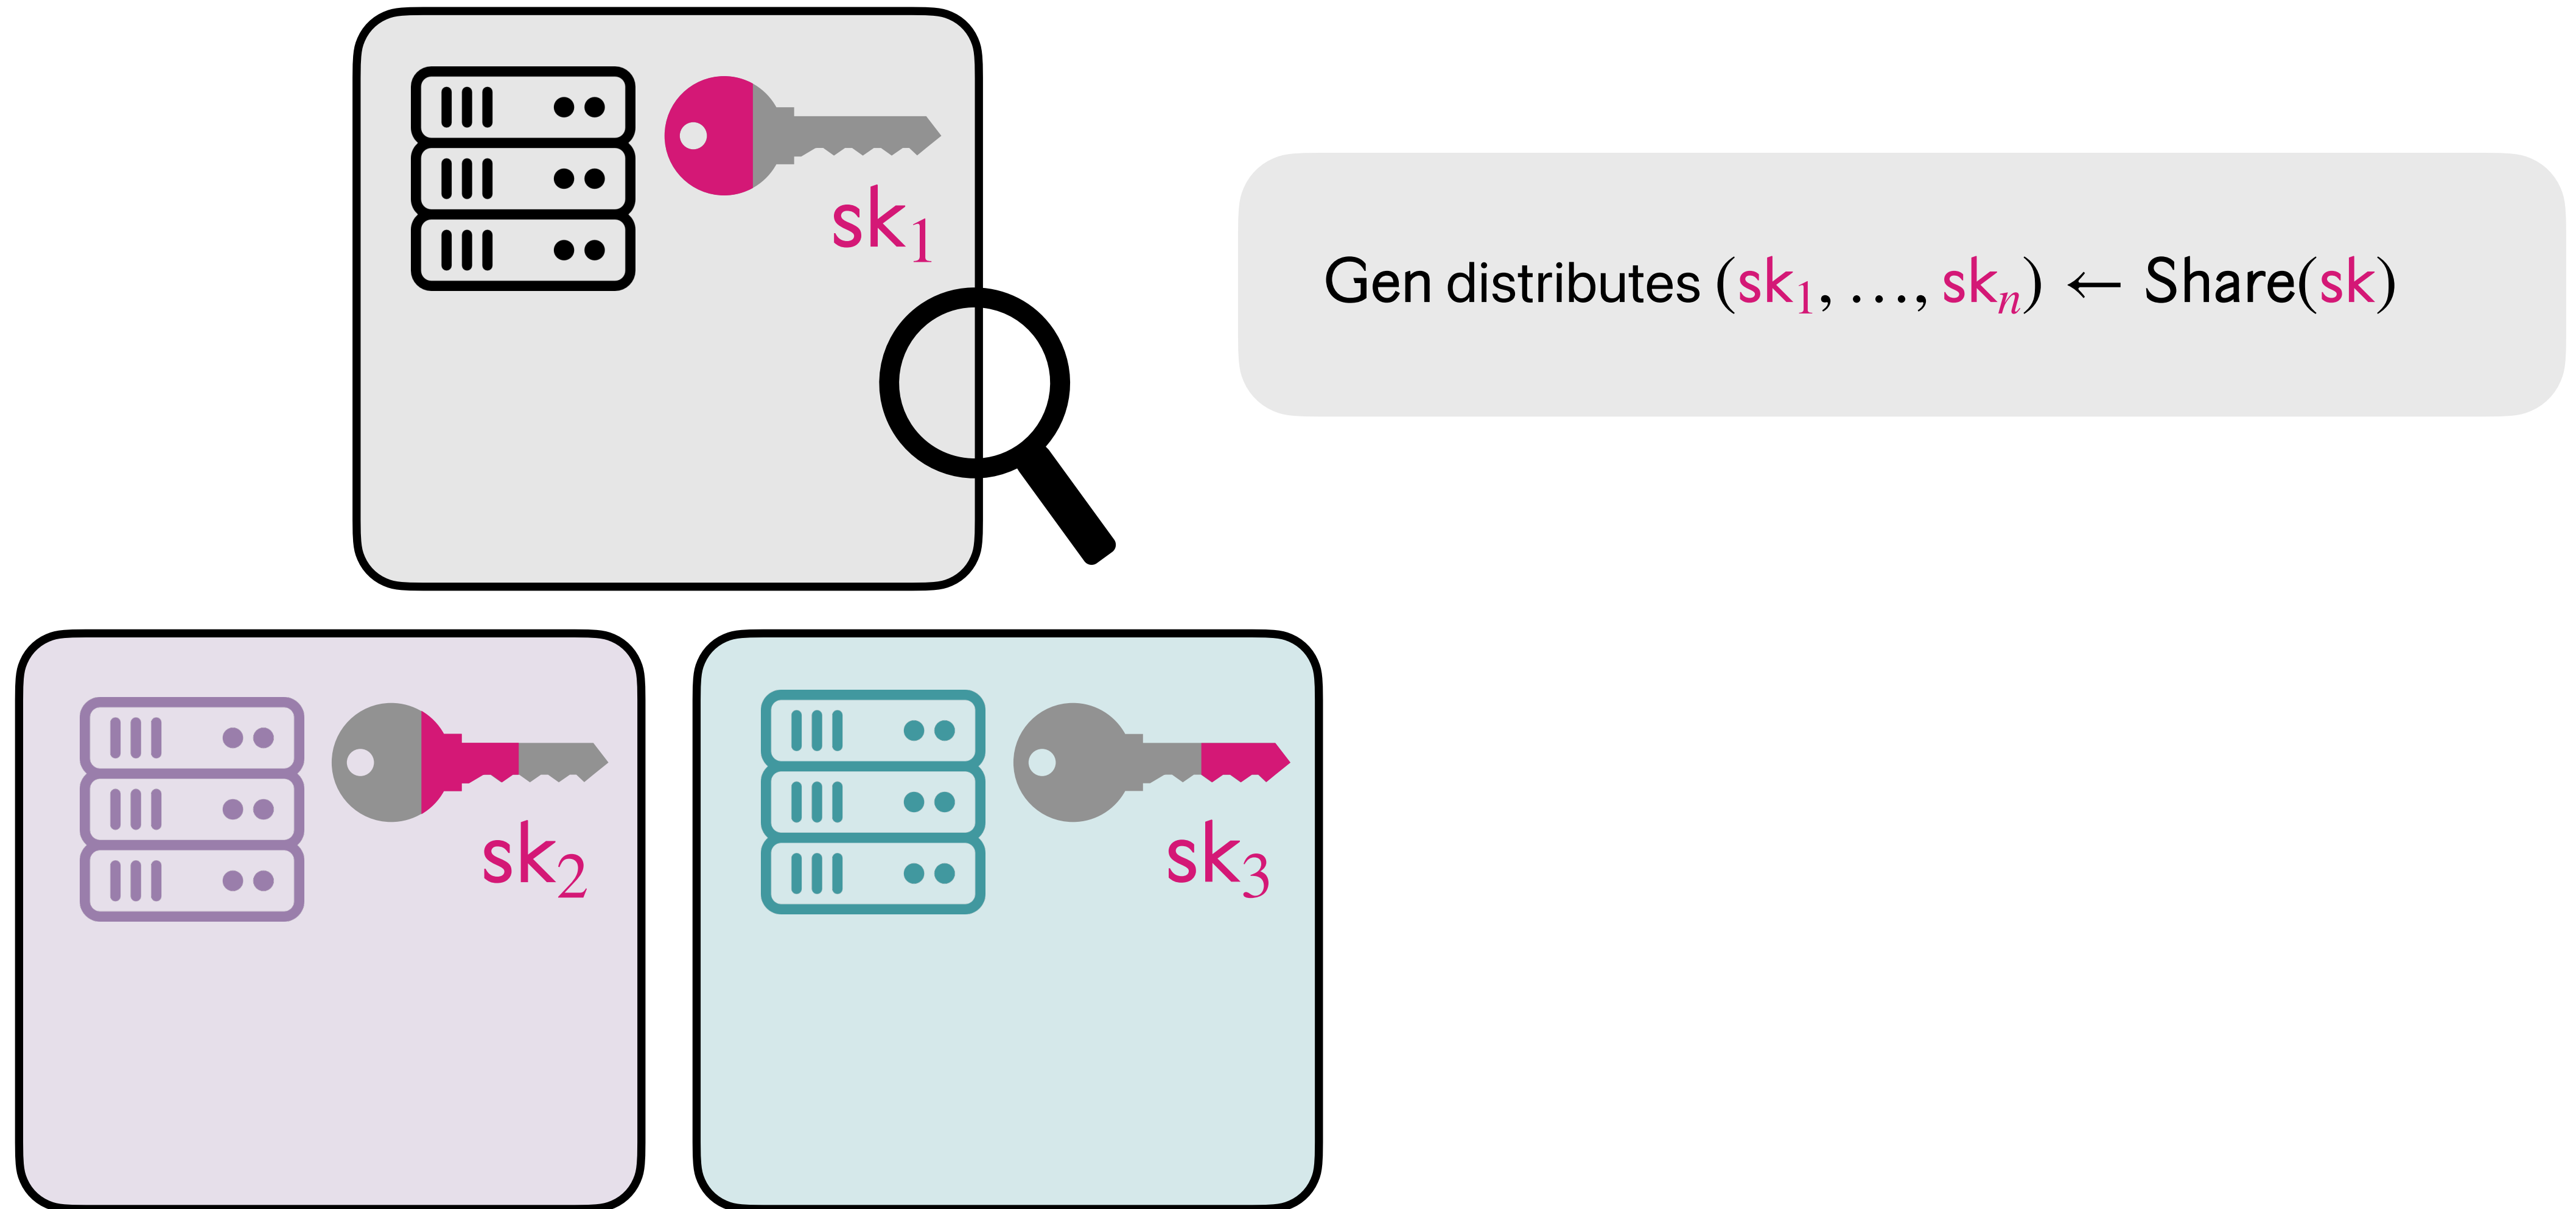 sk₁
Gen distributes (sk₁, …, skₙ) ← Share(sk)
sk₂
sk₃